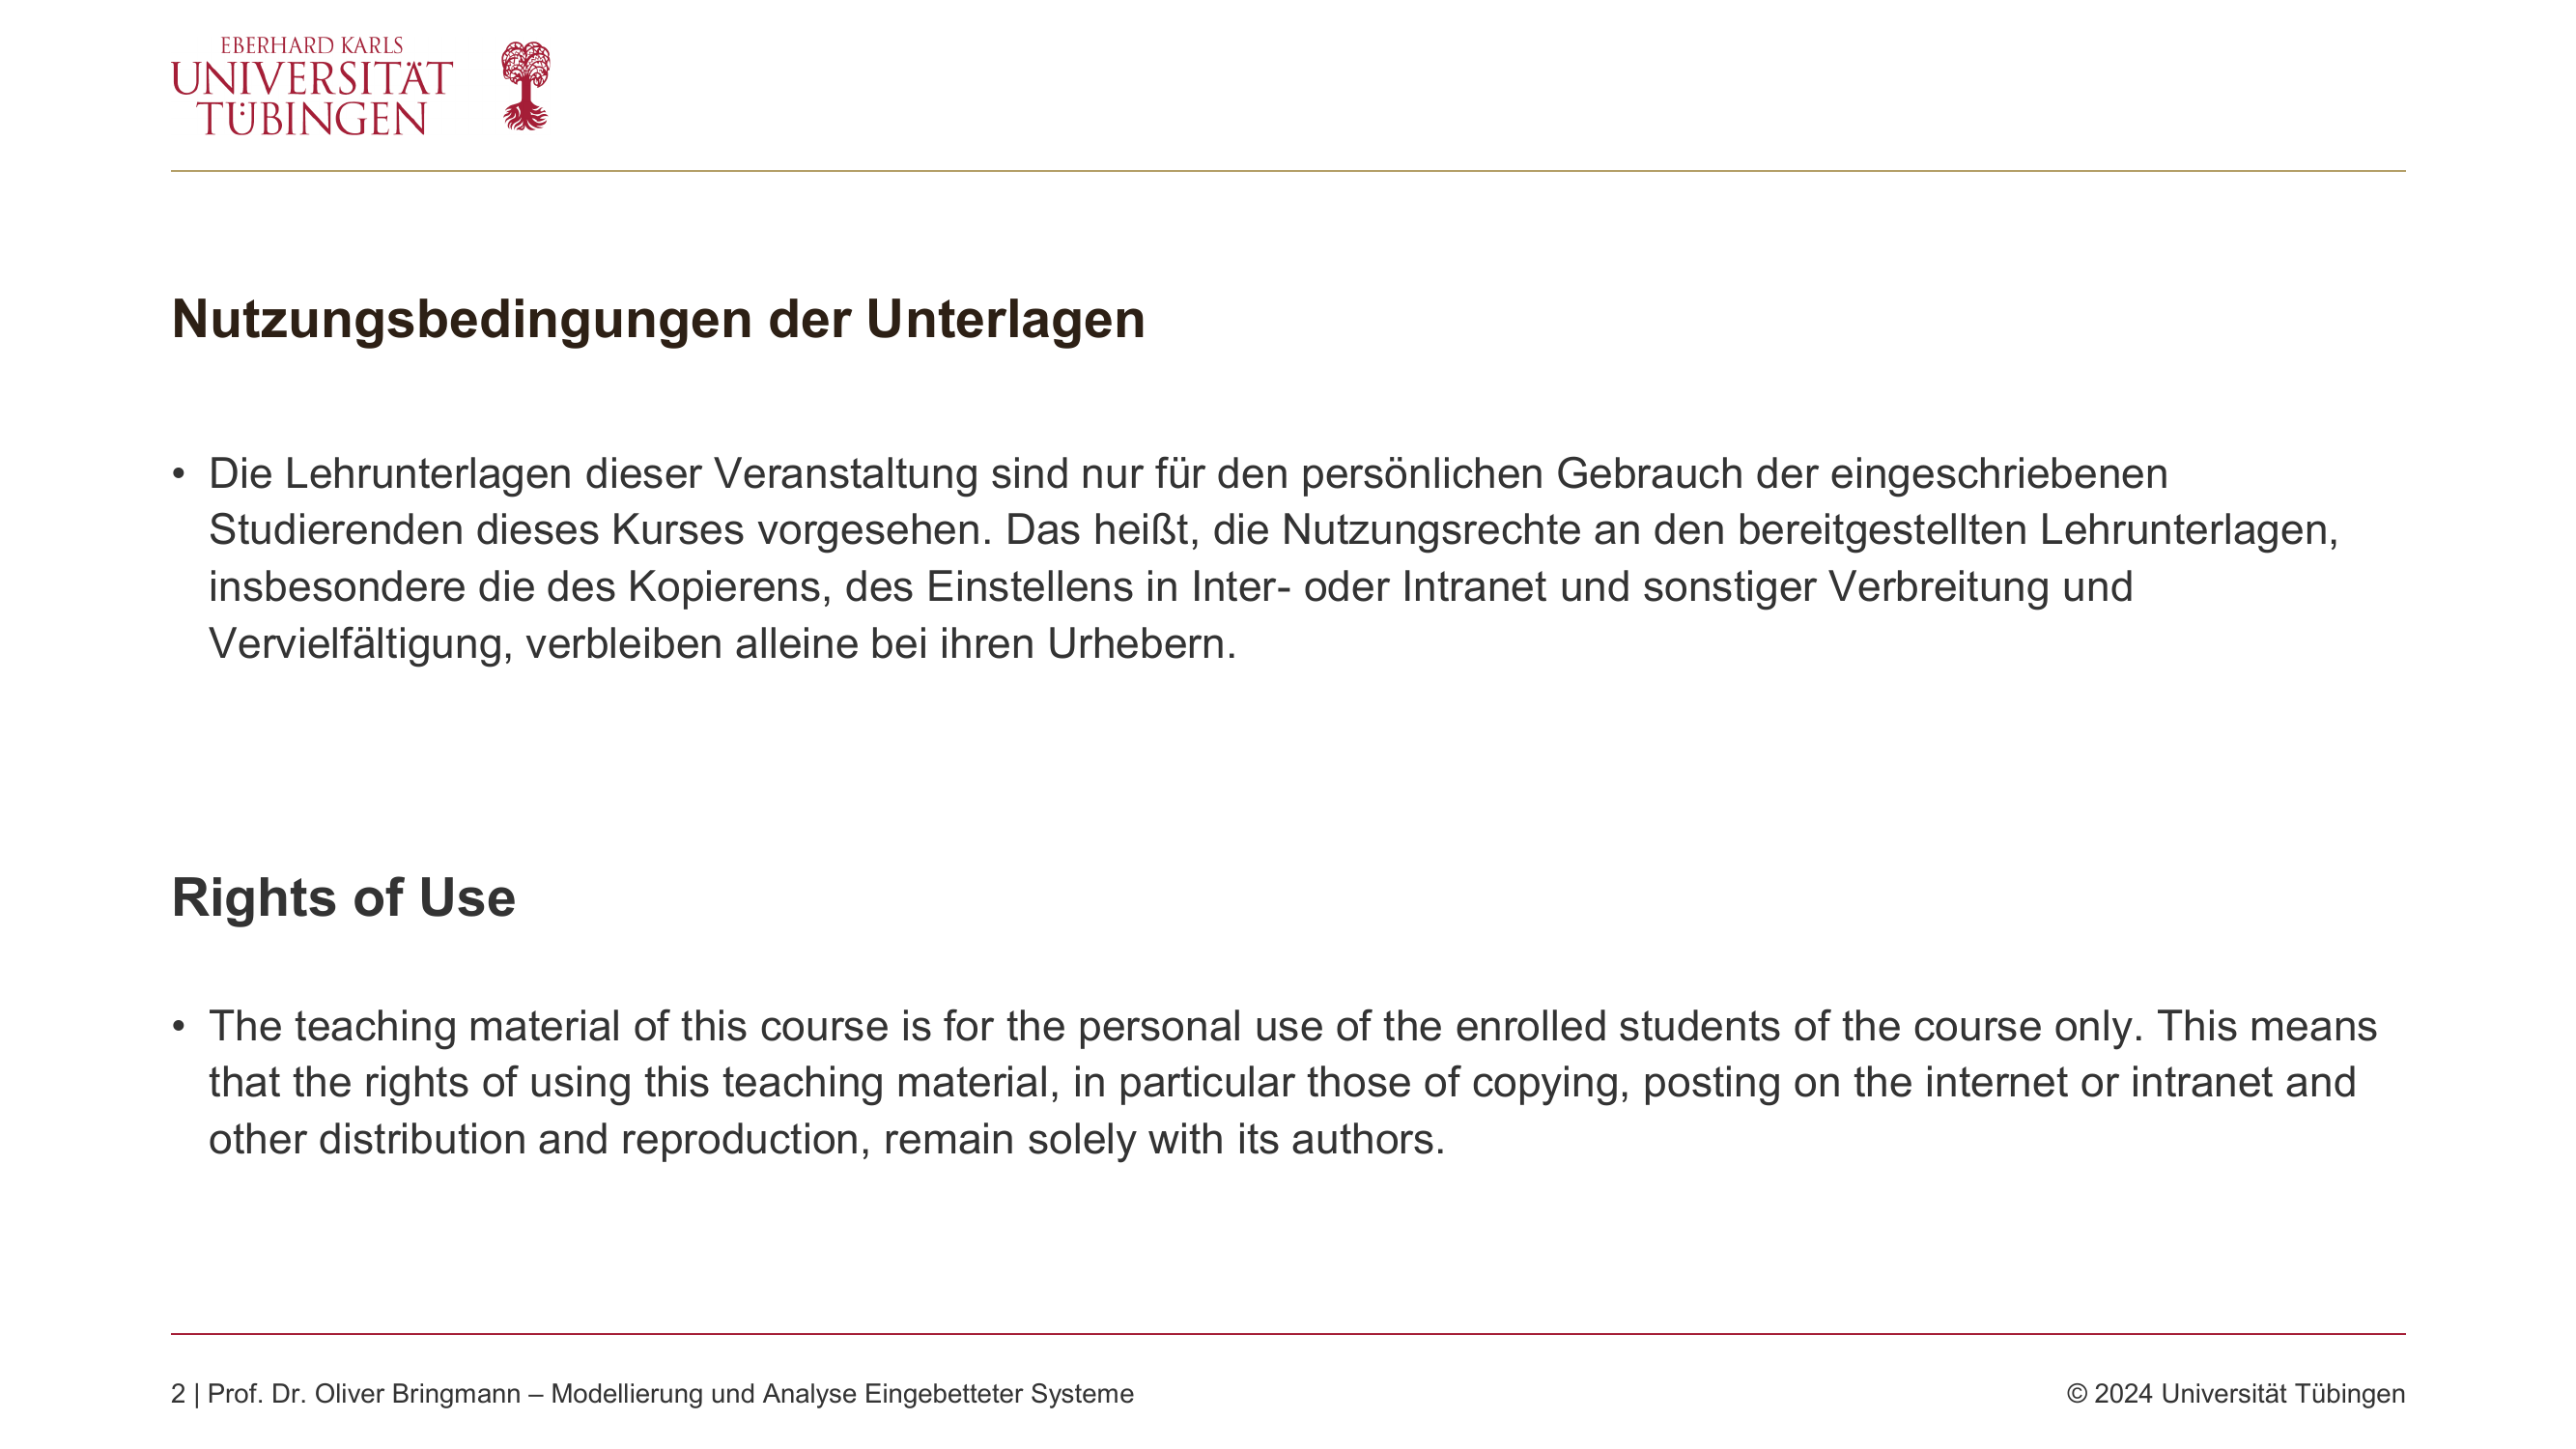 EBERHARD KARLS
UNIVERSITÄT
TÜBINGEN
Nutzungsbedingungen der Unterlagen
• Die Lehrunterlagen dieser Veranstaltung sind nur für den persönlichen Gebrauch der eingeschriebenen
Studierenden dieses Kurses vorgesehen. Das heißt, die Nutzungsrechte an den bereitgestellten Lehrunterlagen,
insbesondere die des Kopierens, des Einstellens in Inter- oder Intranet und sonstiger Verbreitung und
Vervielfältigung, verbleiben alleine bei ihren Urhebern.
Rights of Use
• The teaching material of this course is for the personal use of the enrolled students of the course only. This means
that the rights of using this teaching material, in particular those of copying, posting on the internet or intranet and
other distribution and reproduction, remain solely with its authors.
2 | Prof. Dr. Oliver Bringmann – Modellierung und Analyse Eingebetteter Systeme
© 2024 Universität Tübingen